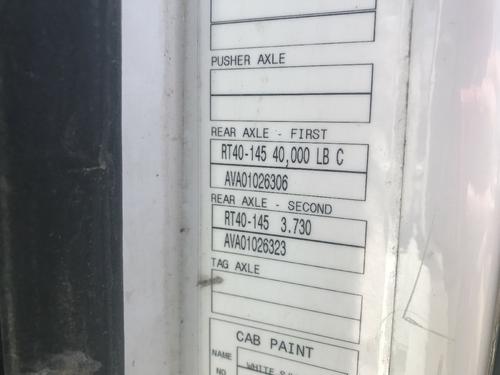 PUSHER AXLE
REAR AXLE - FIRST
RT40-145 40,000 LB C
AVA01026306
REAR AXLE - SECOND
RT40-145 3.730
AVA01026323
TAG AXLE
CAB PAINT
NAME WHITE
NO